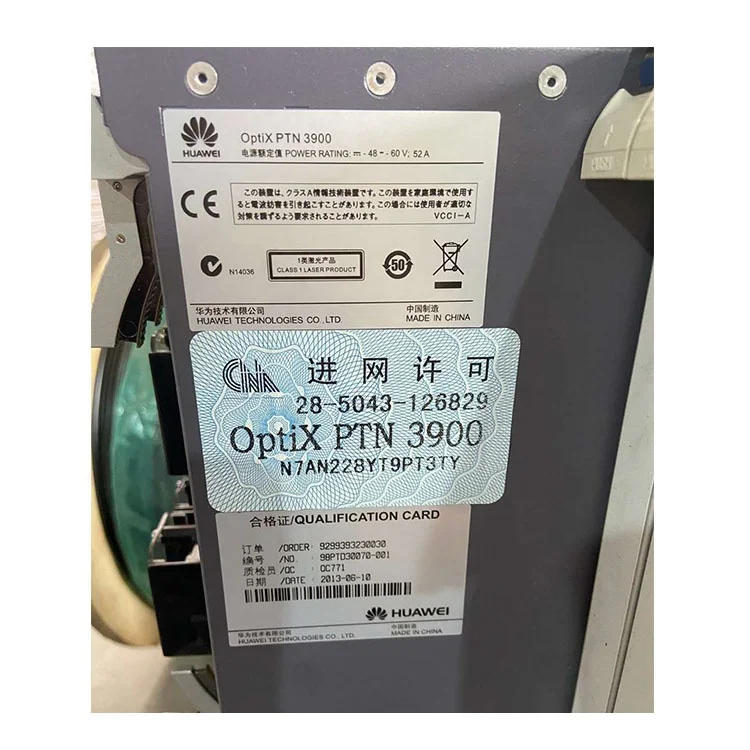 HUAWEI
OptiX PTN 3900
电源额定值 POWER RATING: ⎓ -48 - -60 V; 52 A
CE
この装置は、クラスA情報技術装置です。この装置を家庭環境で使用す
ると電波妨害を引き起こすことがあります。この場合には使用者が適切な
対策を講ずるよう要求されることがあります。
VCCI-A
N14036
1类激光产品
CLASS 1 LASER PRODUCT
50
华为技术有限公司
HUAWEI TECHNOLOGIES CO., LTD.
中国制造
MADE IN CHINA
CNA 进网许可
28-5043-126829
OptiX PTN 3900
N7AN228YT9PT3TY
合格证/QUALIFICATION CARD
订单 /ORDER: 9299393230030
编号 /NO. : 98PTD30070-001
质检员/QC : QC771
日期 /DATE : 2013-06-10
HUAWEI
华为技术有限公司
HUAWEI TECHNOLOGIES CO., LTD.
中国制造
MADE IN CHINA